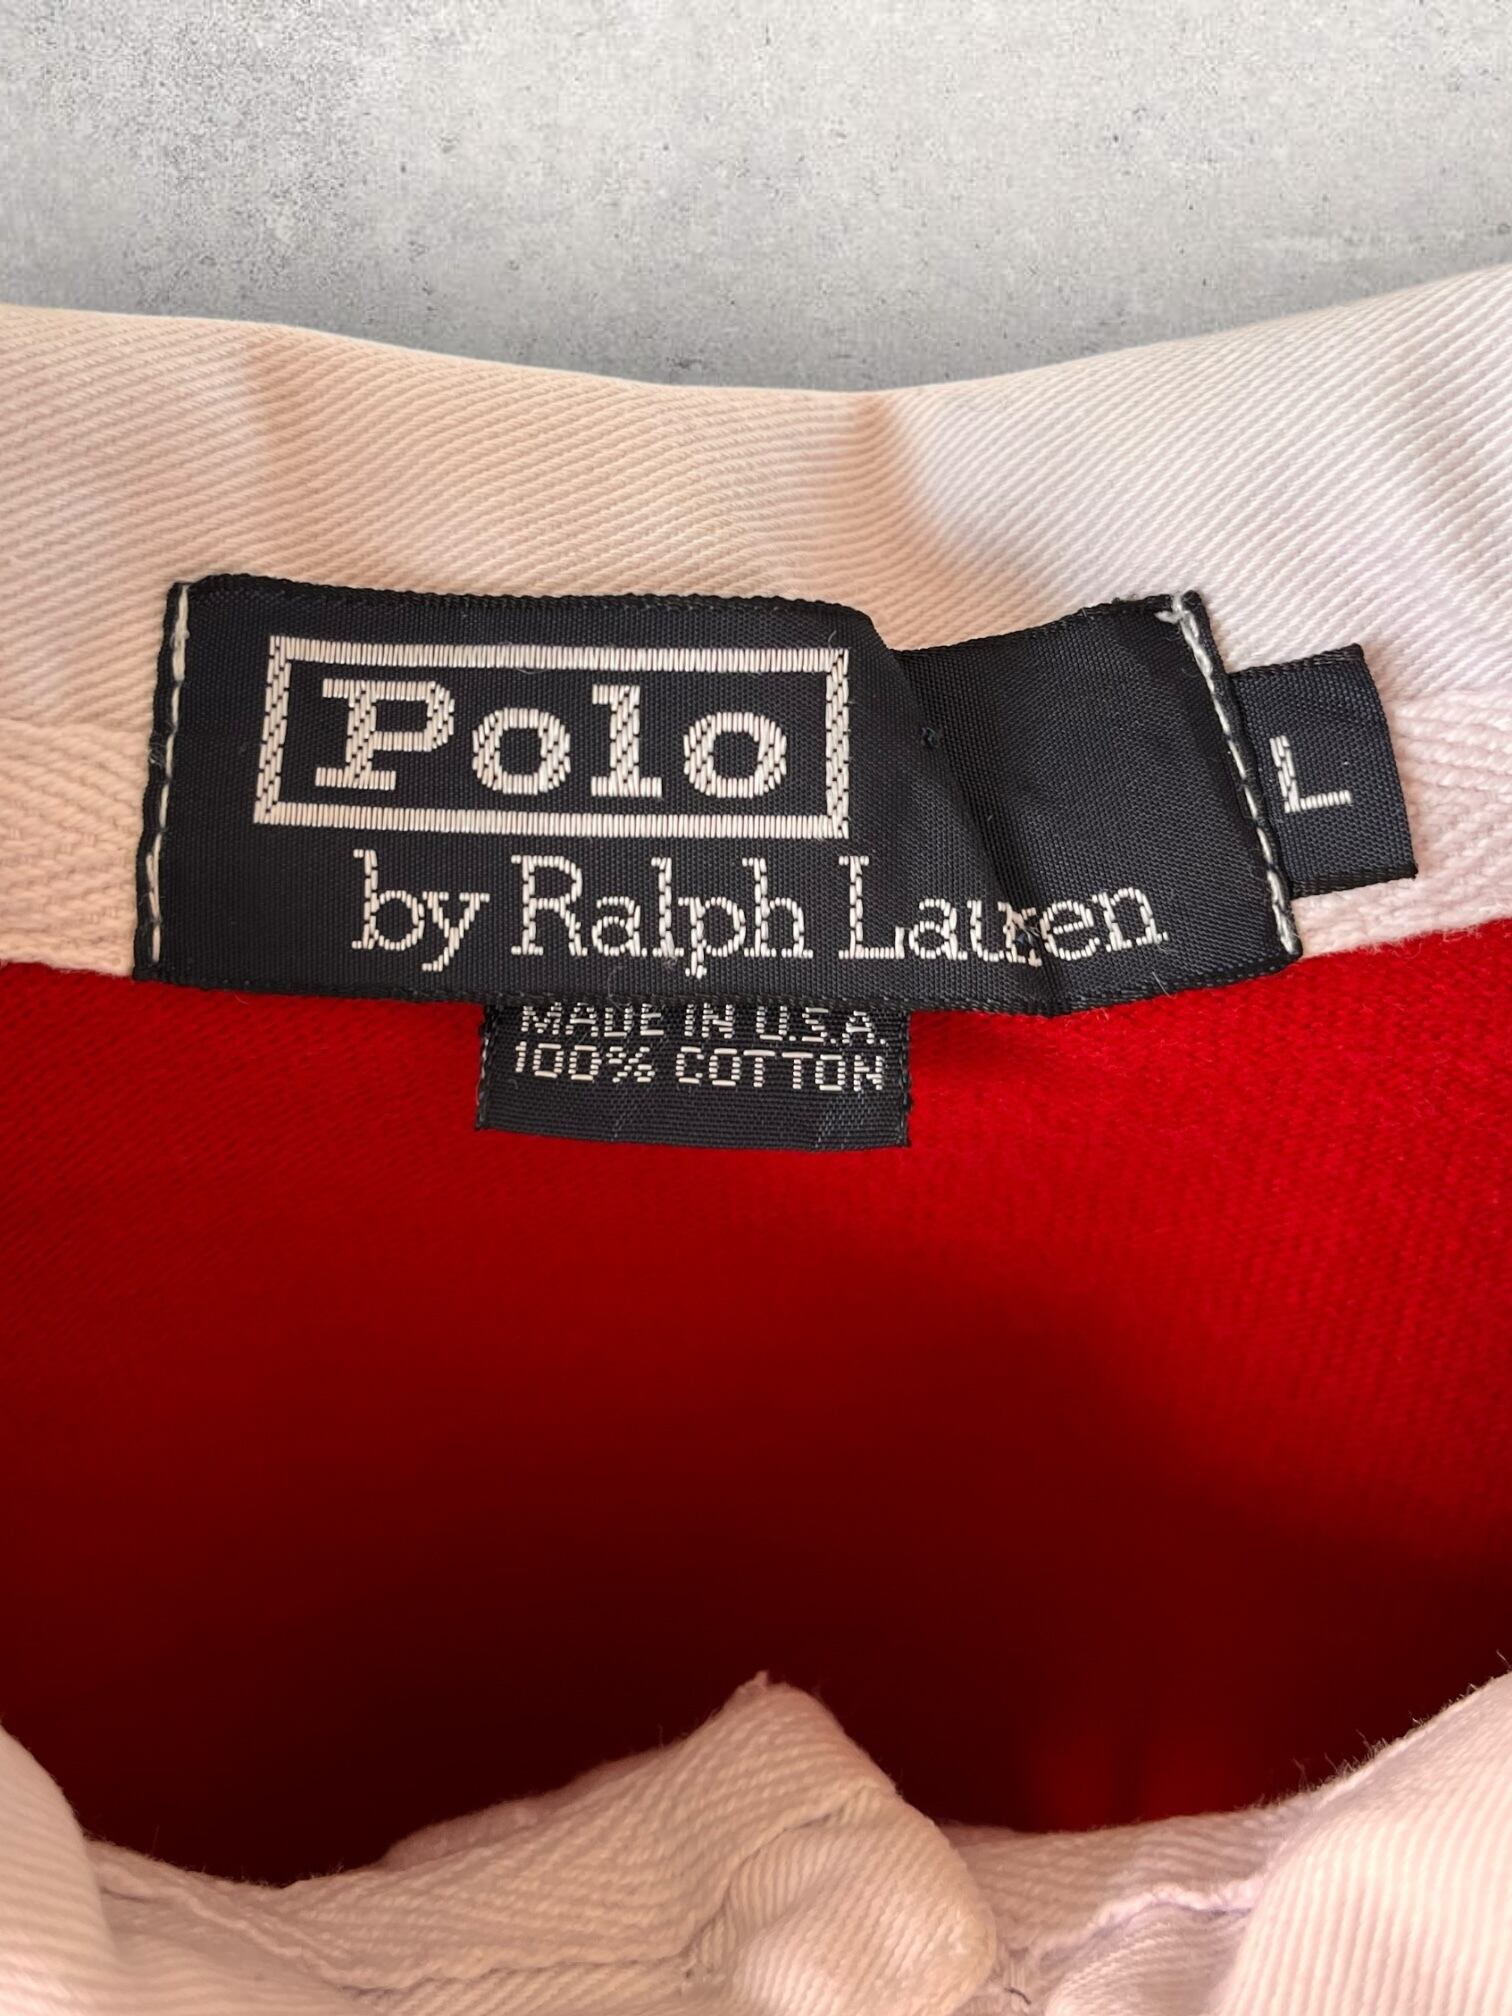 Polo
by Ralph Lauren
L
MADE IN U.S.A.
100% COTTON